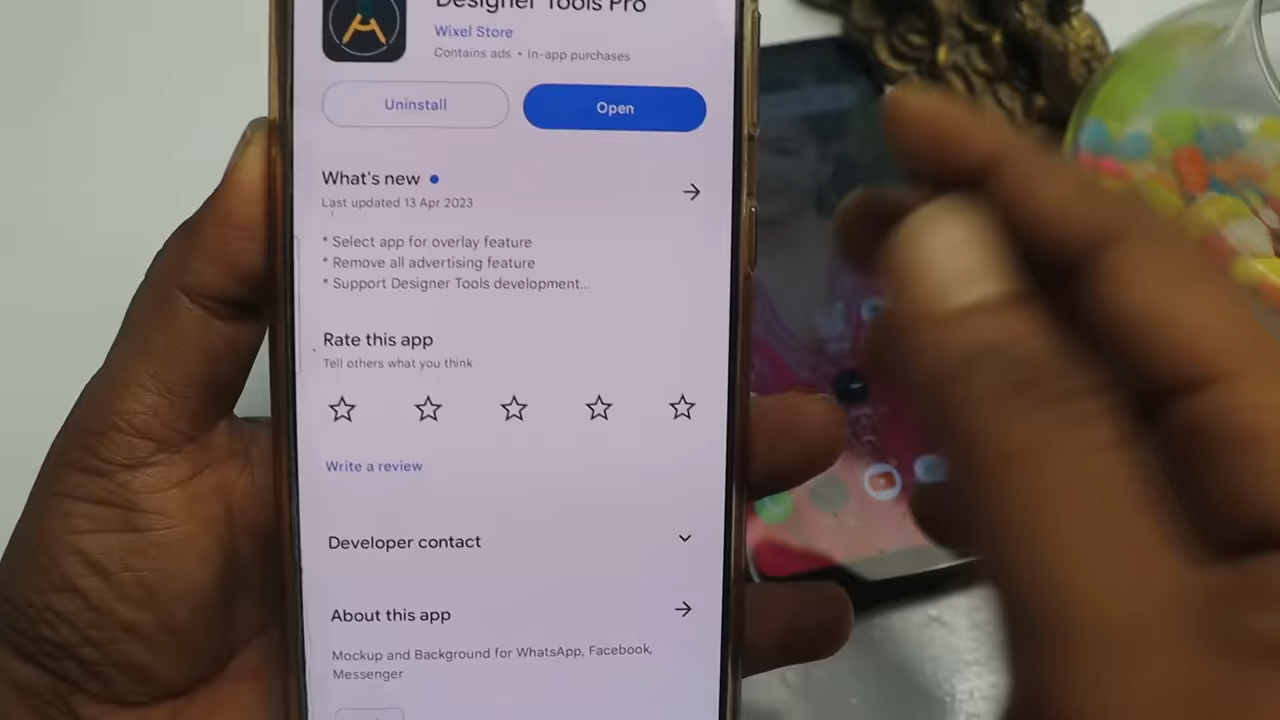 Designer Tools Pro
Wixel Store
Contains ads • In-app purchases
Uninstall
Open
What's new
Last updated 13 Apr 2023
* Select app for overlay feature
* Remove all advertising feature
* Support Designer Tools development...
Rate this app
Tell others what you think
Write a review
Developer contact
About this app
Mockup and Background for WhatsApp, Facebook,
Messenger